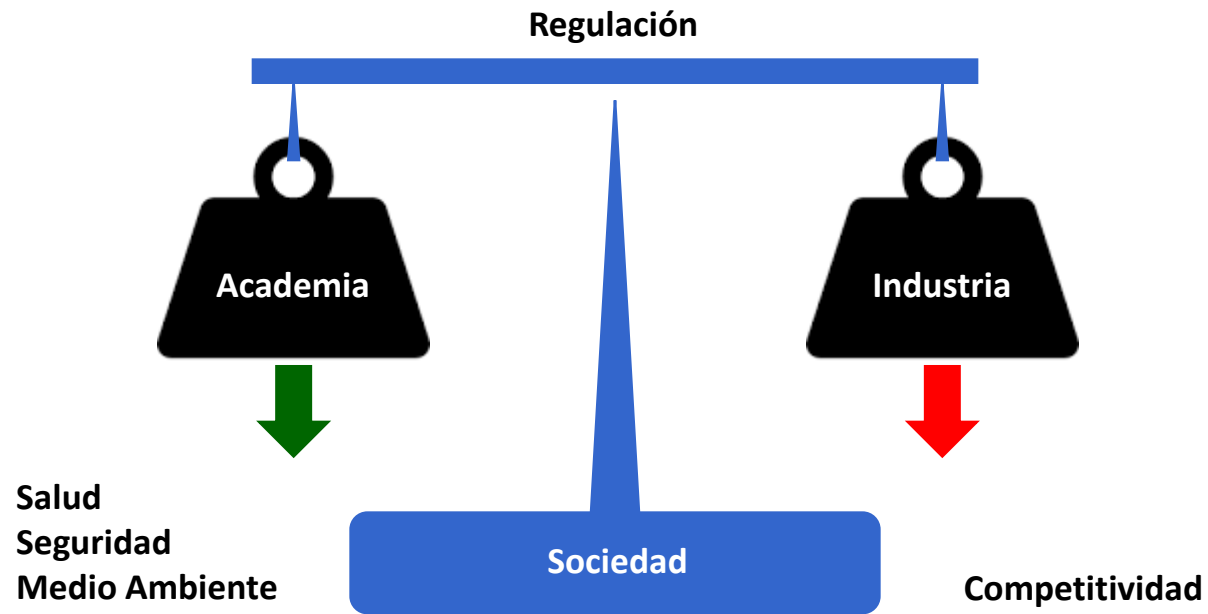 Regulación
Academia
Industria
Salud
Seguridad
Medio Ambiente
Sociedad
Competitividad